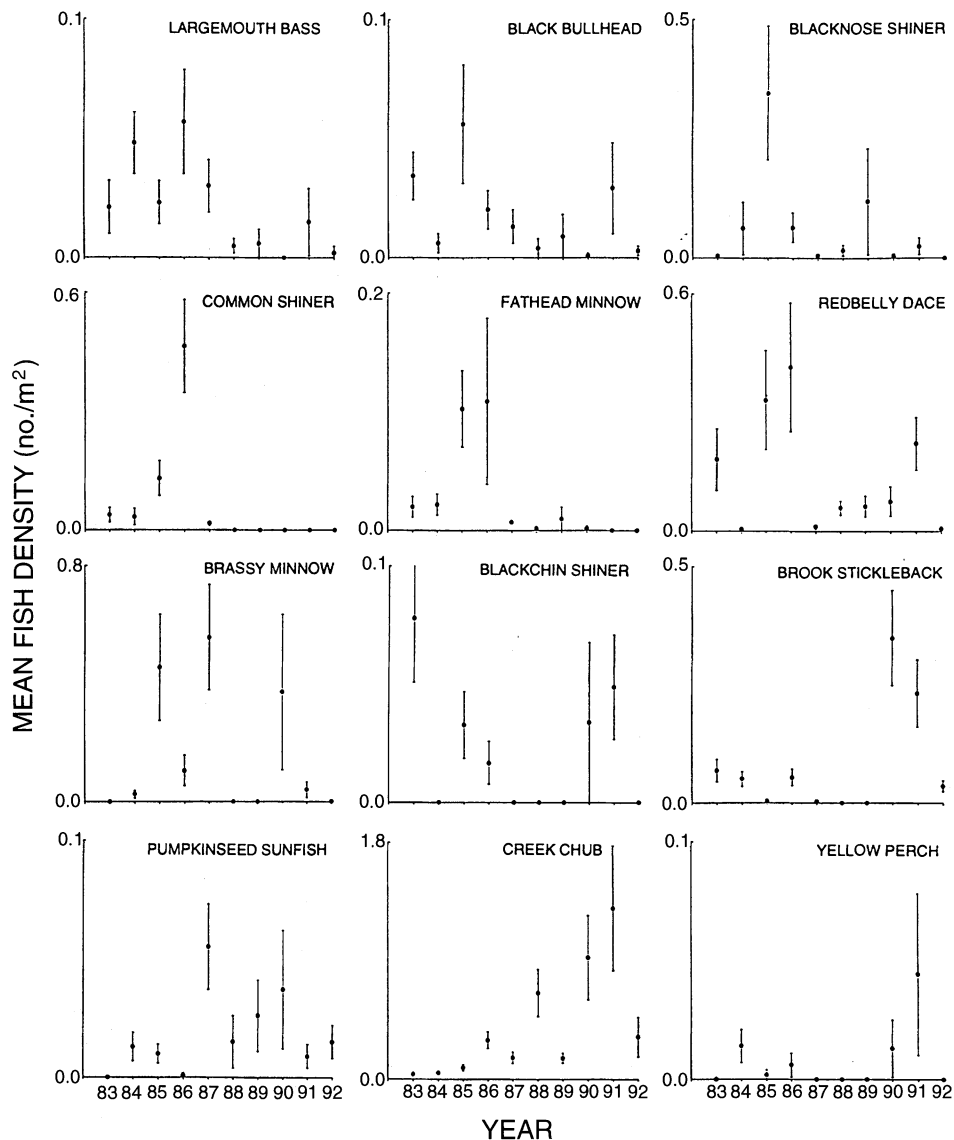 MEAN FISH DENSITY (no./m²)
LARGEMOUTH BASS
0.1
0.0
BLACK BULLHEAD
0.1
0.0
BLACKNOSE SHINER
0.5
0.0
COMMON SHINER
0.6
0.0
FATHEAD MINNOW
0.2
0.0
REDBELLY DACE
0.6
0.0
BRASSY MINNOW
0.8
0.0
BLACKCHIN SHINER
0.1
0.0
BROOK STICKLEBACK
0.5
0.0
PUMPKINSEED SUNFISH
0.1
0.0
83 84 85 86 87 88 89 90 91 92
CREEK CHUB
1.8
0.0
83 84 85 86 87 88 89 90 91 92
YELLOW PERCH
0.1
0.0
83 84 85 86 87 88 89 90 91 92
YEAR